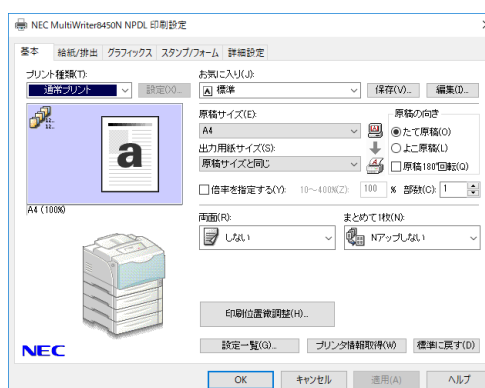 NEC MultiWriter8450N NPDL 印刷設定
基本 給紙/排出 グラフィックス スタンプ/フォーム 詳細設定
プリント種類(T):
通常プリント 設定(X)...
お気に入り(J):
A 標準 保存(V)... 編集(I)...
原稿サイズ(E):
A4
出力用紙サイズ(S):
原稿サイズと同じ
原稿の向き
たて原稿(O)
よこ原稿(L)
原稿180°回転(Q)
倍率を指定する(Y): 10～400%(Z): 100 % 部数(C): 1
a
A4 (100%)
両面(R):
しない
まとめて1枚(N):
Nアップしない
印刷位置微調整(H)...
NEC
設定一覧(G)... プリンタ情報取得(W) 標準に戻す(D)
OK キャンセル 適用(A) ヘルプ